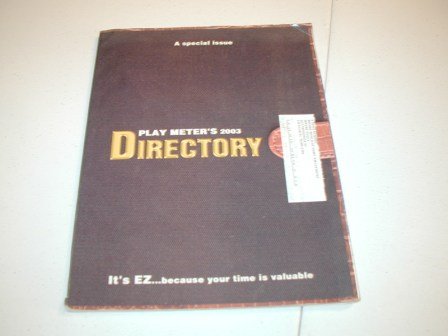 A special issue
PLAY METER'S 2003
DIRECTORY
It's EZ...because your time is valuable